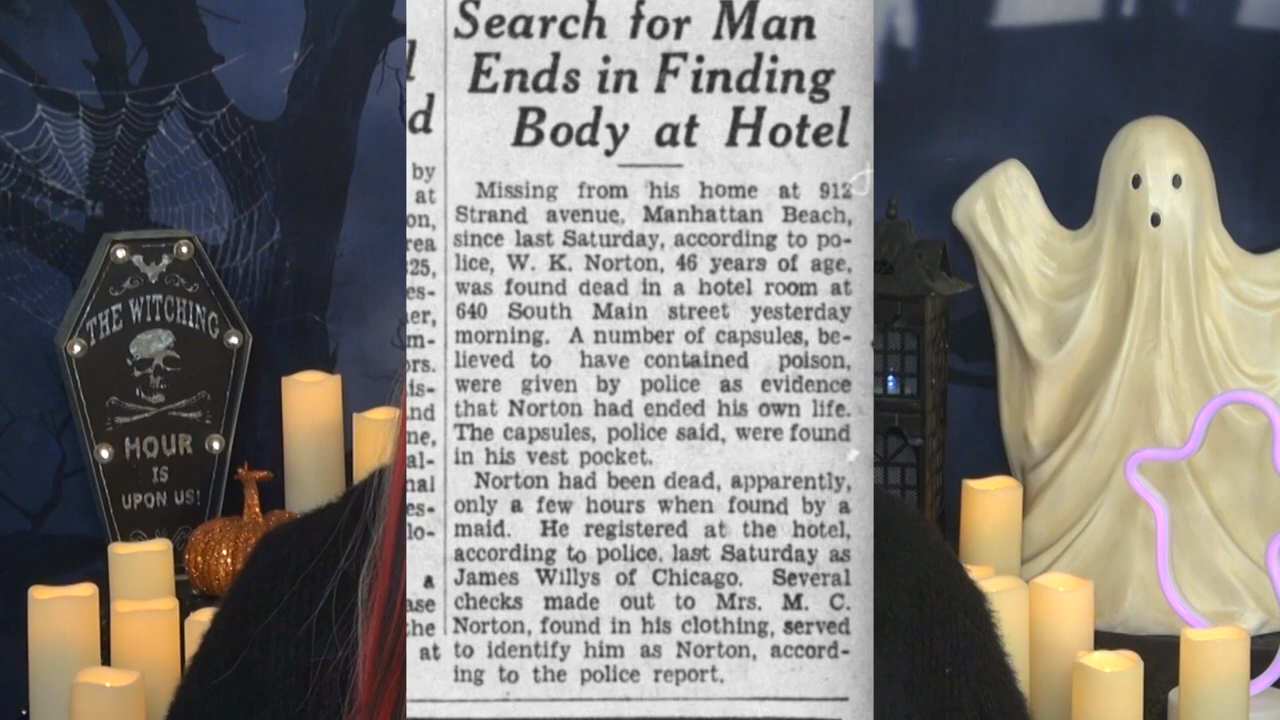 THE WITCHING
HOUR
IS
UPON US!
Search for Man
Ends in Finding
Body at Hotel
Missing from his home at 912
Strand avenue, Manhattan Beach,
since last Saturday, according to po-
lice, W. K. Norton, 46 years of age,
was found dead in a hotel room at
640 South Main street yesterday
morning. A number of capsules, be-
lieved to have contained poison,
were given by police as evidence
that Norton had ended his own life.
The capsules, police said, were found
in his vest pocket.
Norton had been dead, apparently,
only a few hours when found by a
maid. He registered at the hotel,
according to police, last Saturday as
James Willys of Chicago. Several
checks made out to Mrs. M. C.
Norton, found in his clothing, served
to identify him as Norton, accord-
ing to the police report.
by
at
a
at